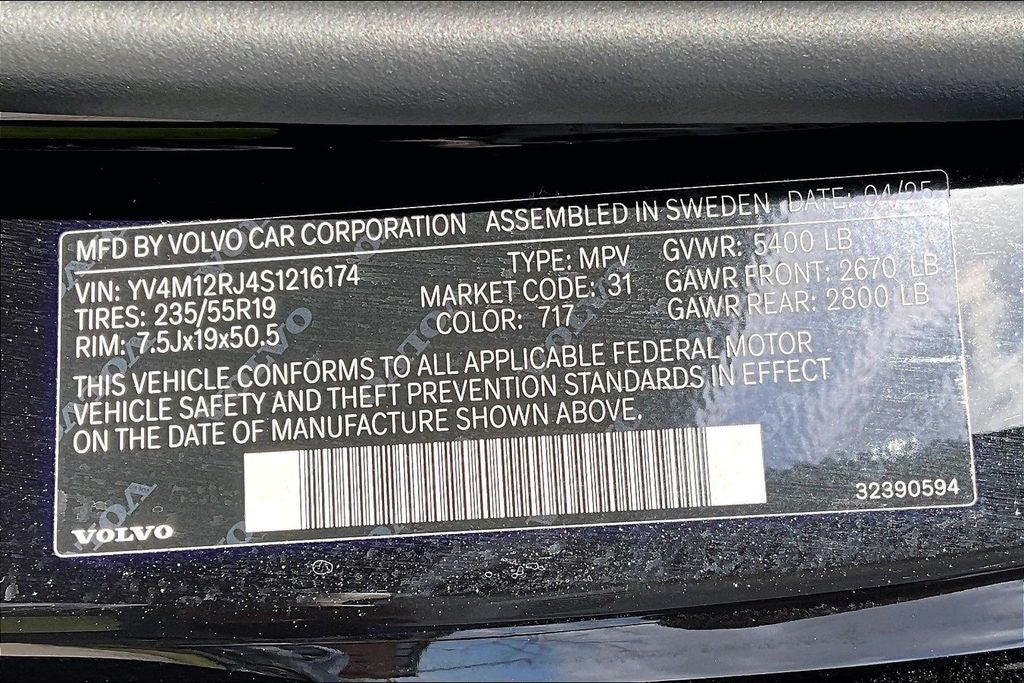 MFD BY VOLVO CAR CORPORATION ASSEMBLED IN SWEDEN DATE: 04/25
VIN: YV4M12RJ4S1216174 TYPE: MPV GVWR: 5400 LB
TIRES: 235/55R19 MARKET CODE: 31 GAWR FRONT: 2670 LB
RIM: 7.5Jx19x50.5 COLOR: 717 GAWR REAR: 2800 LB
THIS VEHICLE CONFORMS TO ALL APPLICABLE FEDERAL MOTOR
VEHICLE SAFETY AND THEFT PREVENTION STANDARDS IN EFFECT
ON THE DATE OF MANUFACTURE SHOWN ABOVE.
32390594
VOLVO